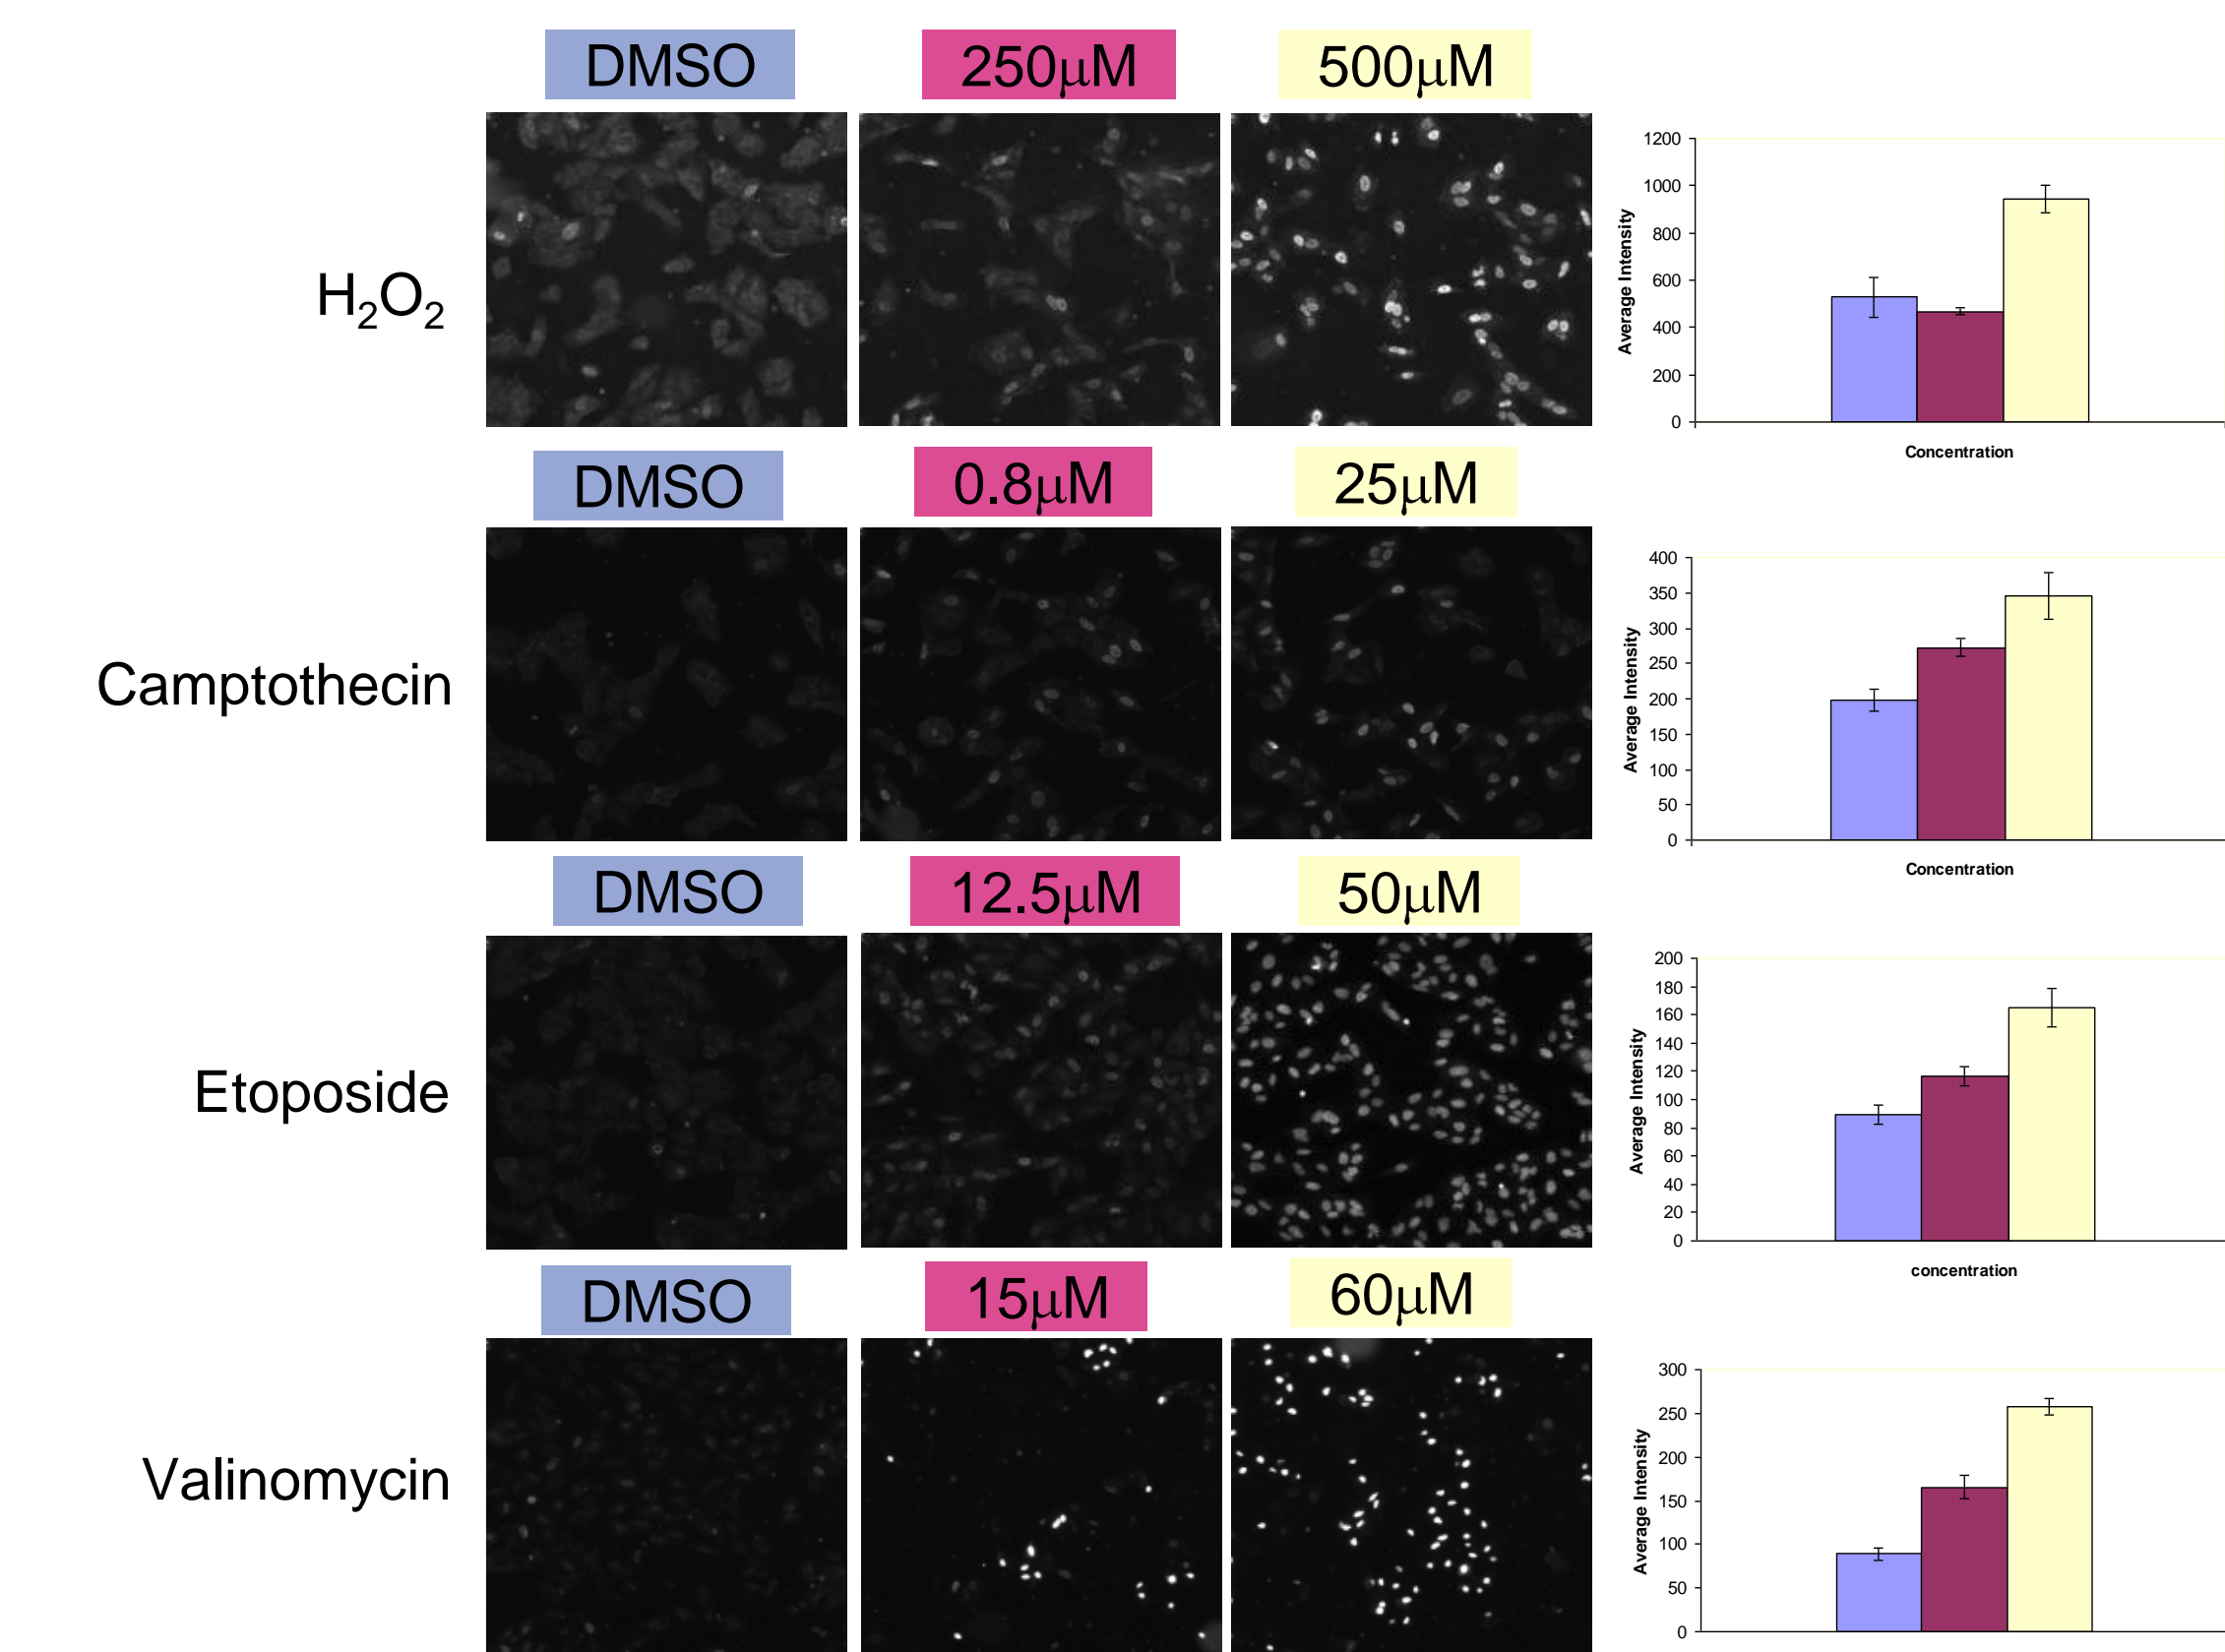 DMSO 250μM 500μM
H₂O₂
1200
1000
800
600
400
200
0
Average Intensity
Concentration
DMSO 0.8μM 25μM
Camptothecin
400
350
300
250
200
150
100
50
0
Average Intensity
Concentration
DMSO 12.5μM 50μM
Etoposide
200
180
160
140
120
100
80
60
40
20
0
Average Intensity
concentration
DMSO 15μM 60μM
Valinomycin
300
250
200
150
100
50
0
Average Intensity